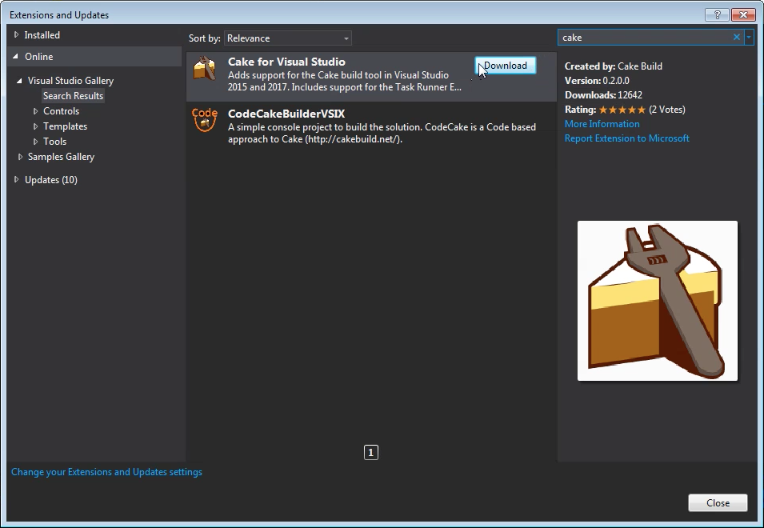 Extensions and Updates
Installed
Online
Visual Studio Gallery
Search Results
Controls
Templates
Tools
Samples Gallery
Updates (10)
Sort by: Relevance
Cake for Visual Studio
Download
Adds support for the Cake build tool in Visual Studio
2015 and 2017. Includes support for the Task Runner E...
CodeCakeBuilderVSIX
A simple console project to build the solution. CodeCake is a Code based
approach to Cake (http://cakebuild.net/).
Code
1
cake
Created by: Cake Build
Version: 0.2.0.0
Downloads: 12642
Rating: ★★★★★ (2 Votes)
More Information
Report Extension to Microsoft
Change your Extensions and Updates settings
Close